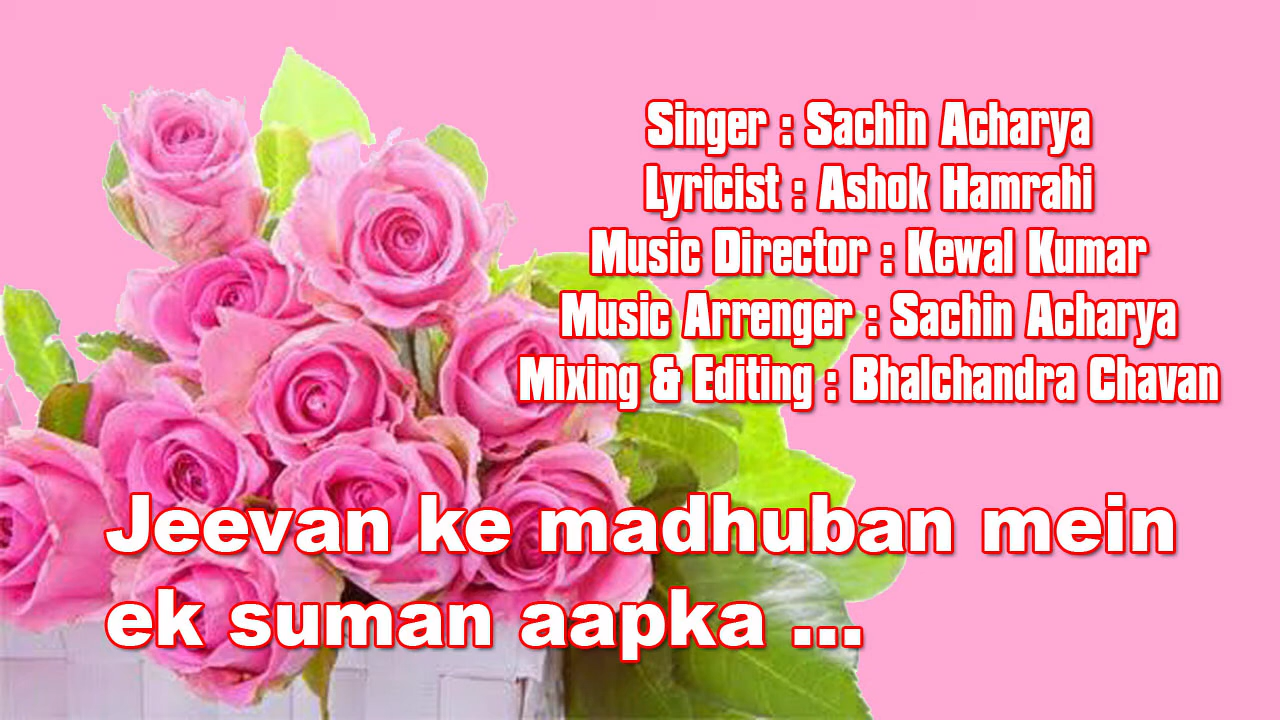 Singer : Sachin Acharya
Lyricist : Ashok Hamrahi
Music Director : Kewal Kumar
Music Arrenger : Sachin Acharya
Mixing & Editing : Bhalchandra Chavan
Jeevan ke madhuban mein
ek suman aapka ...